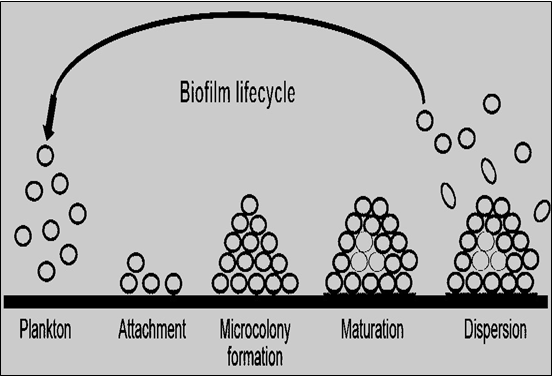 Biofilm lifecycle
Plankton
Attachment
Microcolony
formation
Maturation
Dispersion